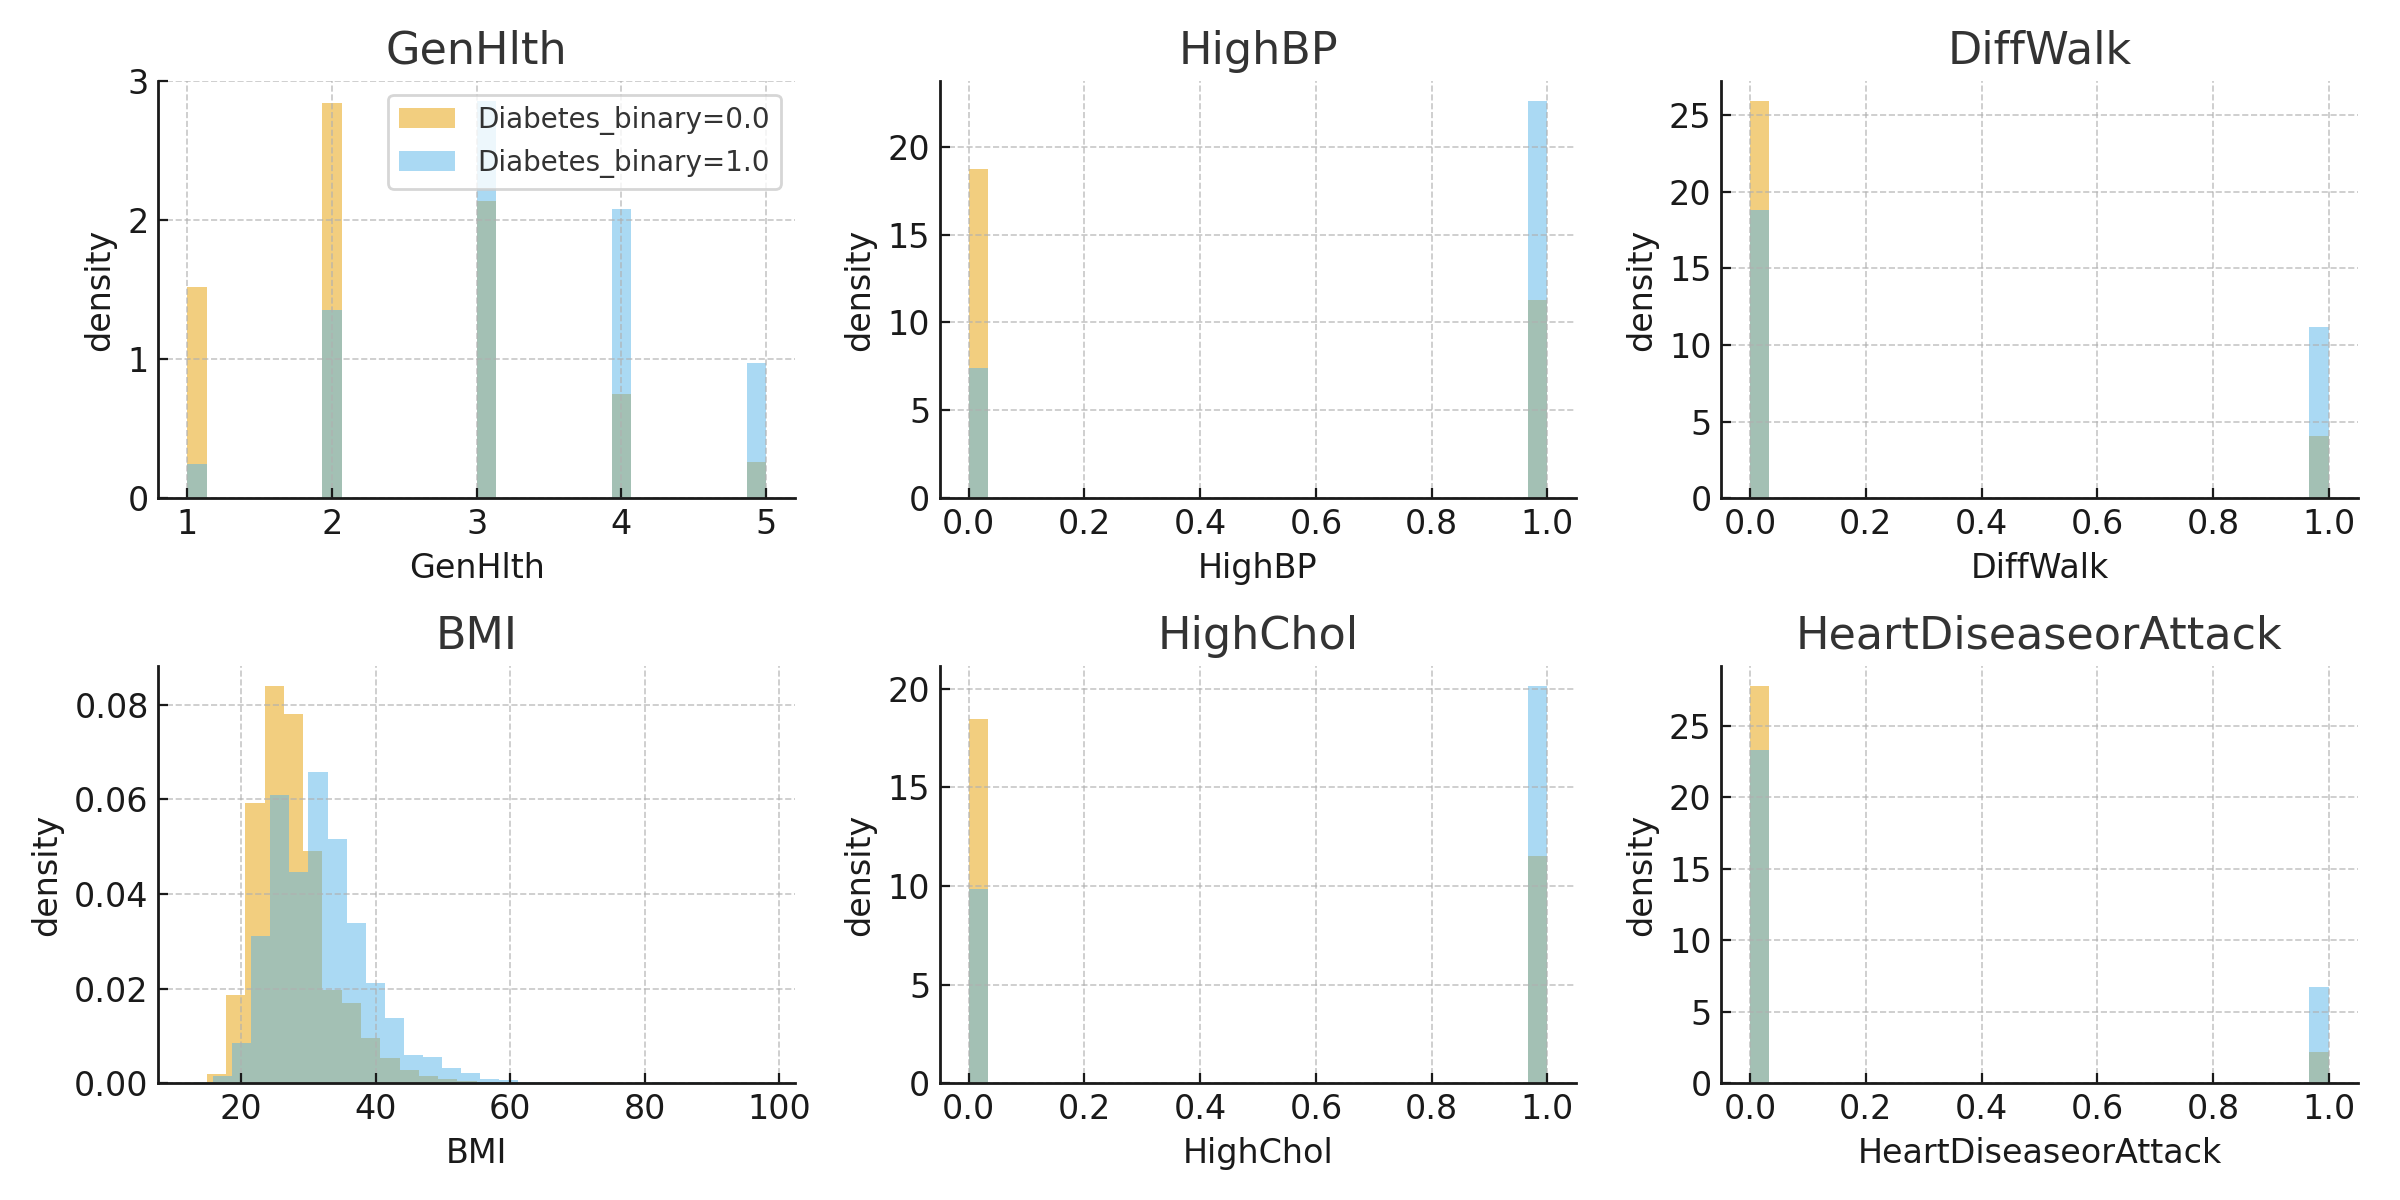 GenHlth
HighBP
DiffWalk
3
2
1
0
density
Diabetes_binary=0.0
Diabetes_binary=1.0
1 2 3 4 5
GenHlth
20
15
10
5
0
density
0.0 0.2 0.4 0.6 0.8 1.0
HighBP
25
20
15
10
5
0
density
0.0 0.2 0.4 0.6 0.8 1.0
DiffWalk
BMI
HighChol
HeartDiseaseorAttack
0.08
0.06
0.04
0.02
0.00
density
20 40 60 80 100
BMI
20
15
10
5
0
density
0.0 0.2 0.4 0.6 0.8 1.0
HighChol
25
20
15
10
5
0
density
0.0 0.2 0.4 0.6 0.8 1.0
HeartDiseaseorAttack